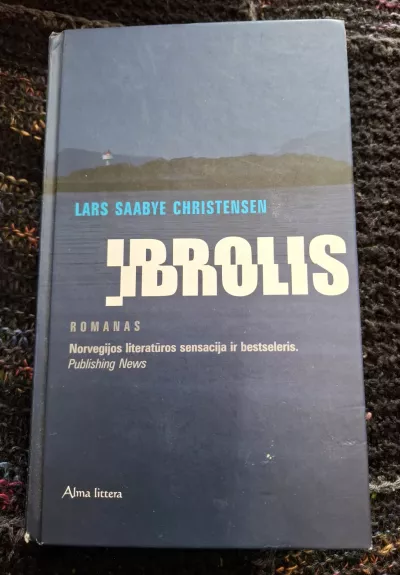 LARS SAABYE CHRISTENSEN
ĮBROLIS
ROMANAS
Norvegijos literatūros sensacija ir bestseleris.
Publishing News
Alma littera